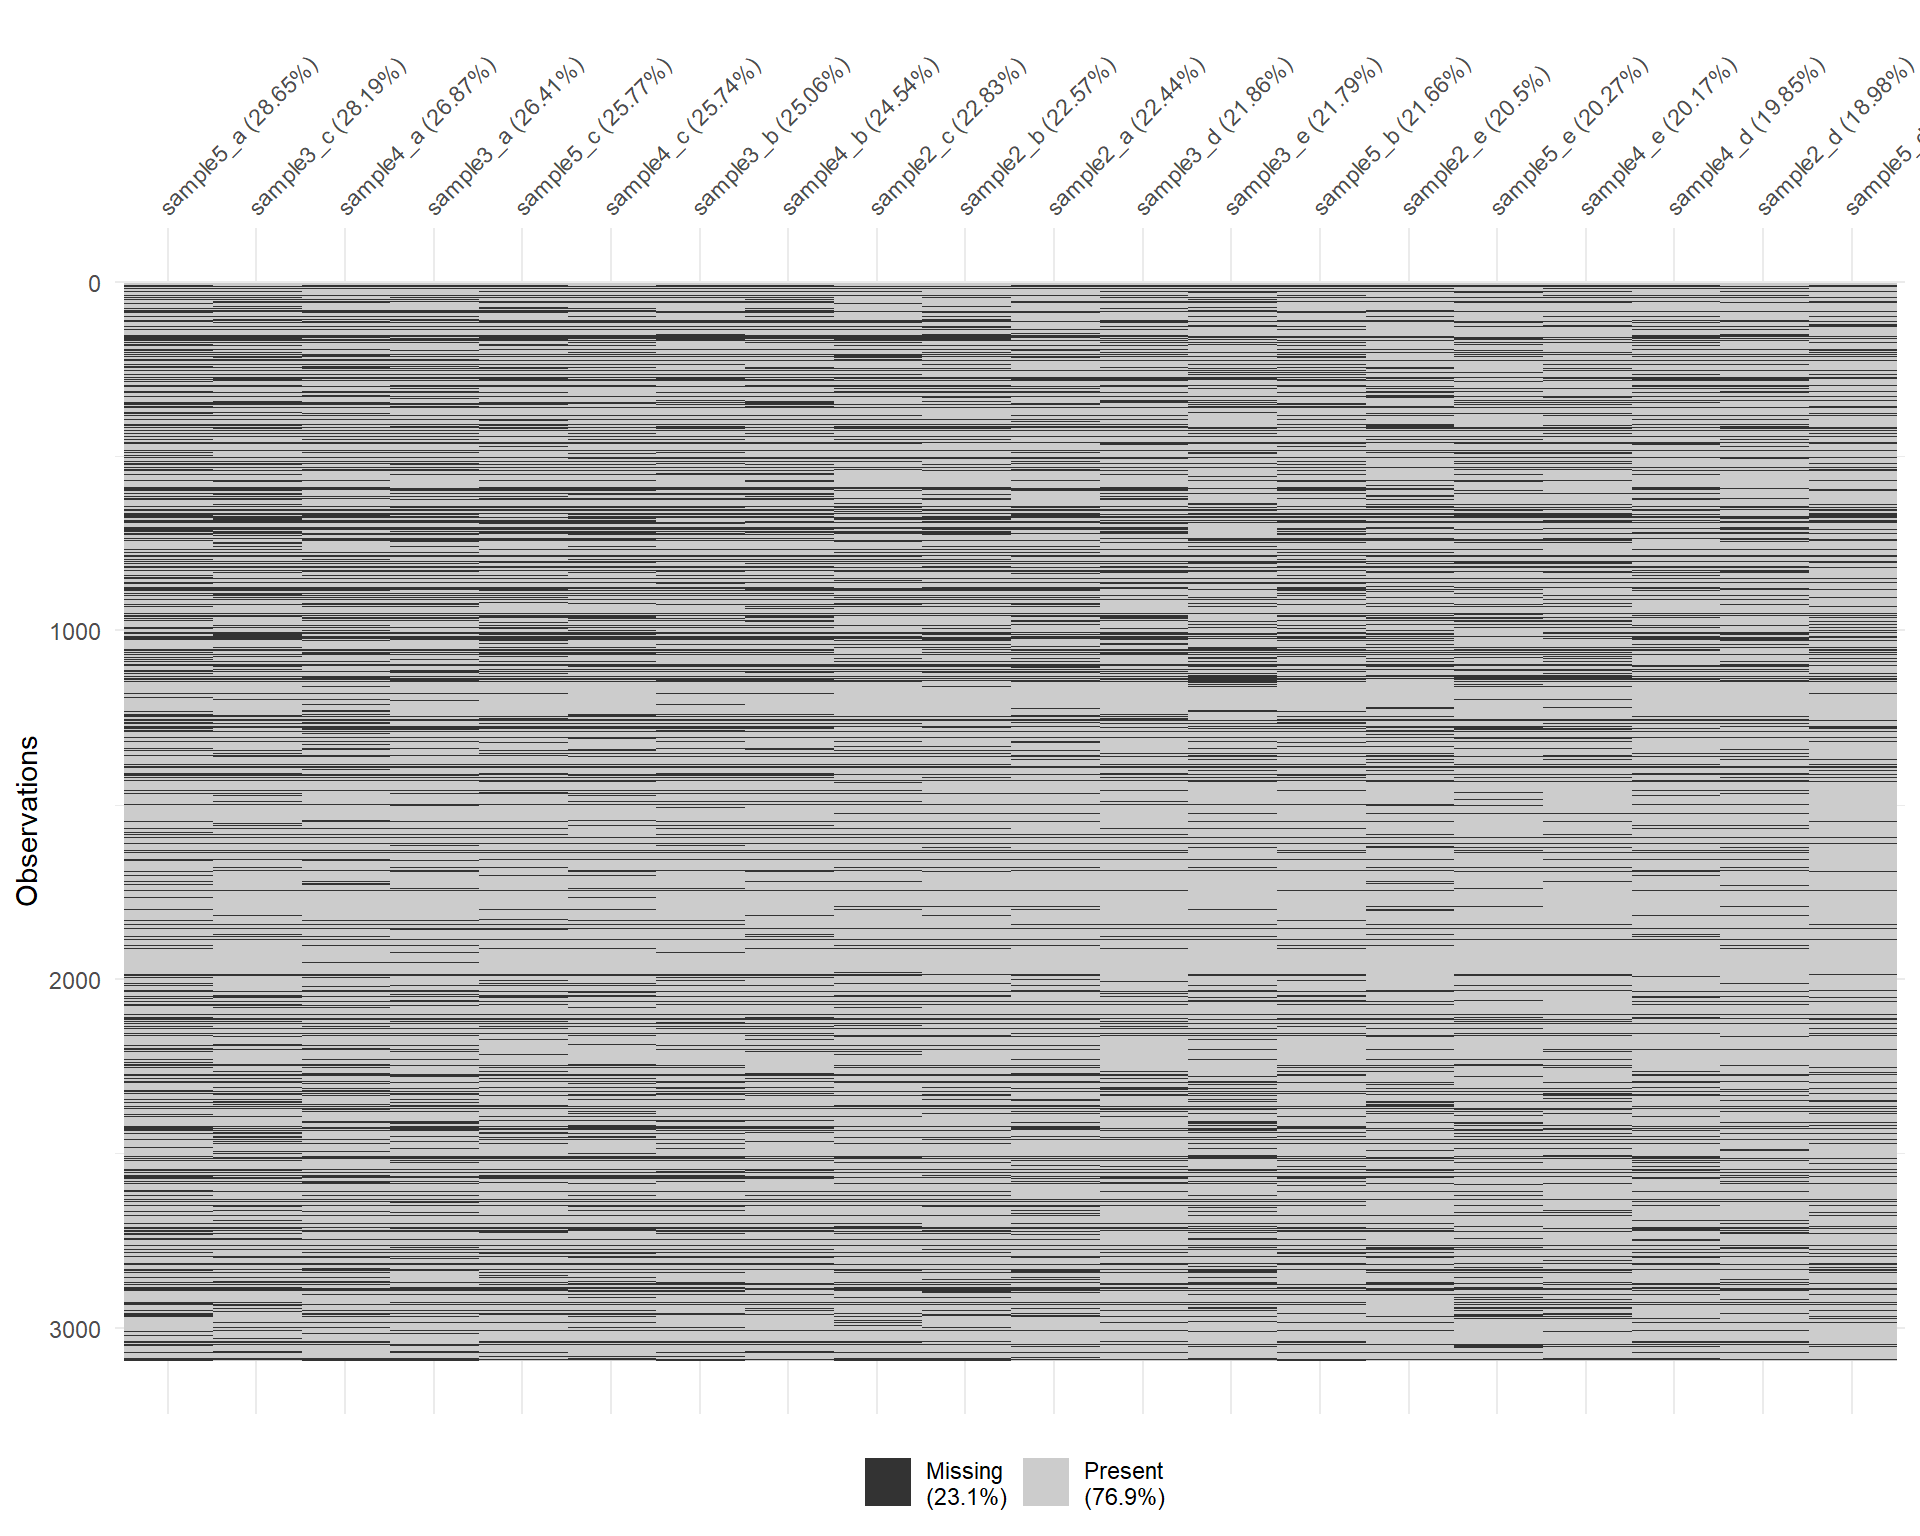 sample5_a (28.65%)
sample3_c (28.19%)
sample4_a (26.87%)
sample3_a (26.41%)
sample5_c (25.77%)
sample4_c (25.74%)
sample3_b (25.06%)
sample4_b (24.54%)
sample2_c (22.83%)
sample2_b (22.57%)
sample2_a (22.44%)
sample3_d (21.86%)
sample3_e (21.79%)
sample5_b (21.66%)
sample2_e (20.5%)
sample5_e (20.27%)
sample4_e (20.17%)
sample4_d (19.85%)
sample2_d (18.98%)
0
1000
2000
3000
Observations
Missing
(23.1%)
Present
(76.9%)